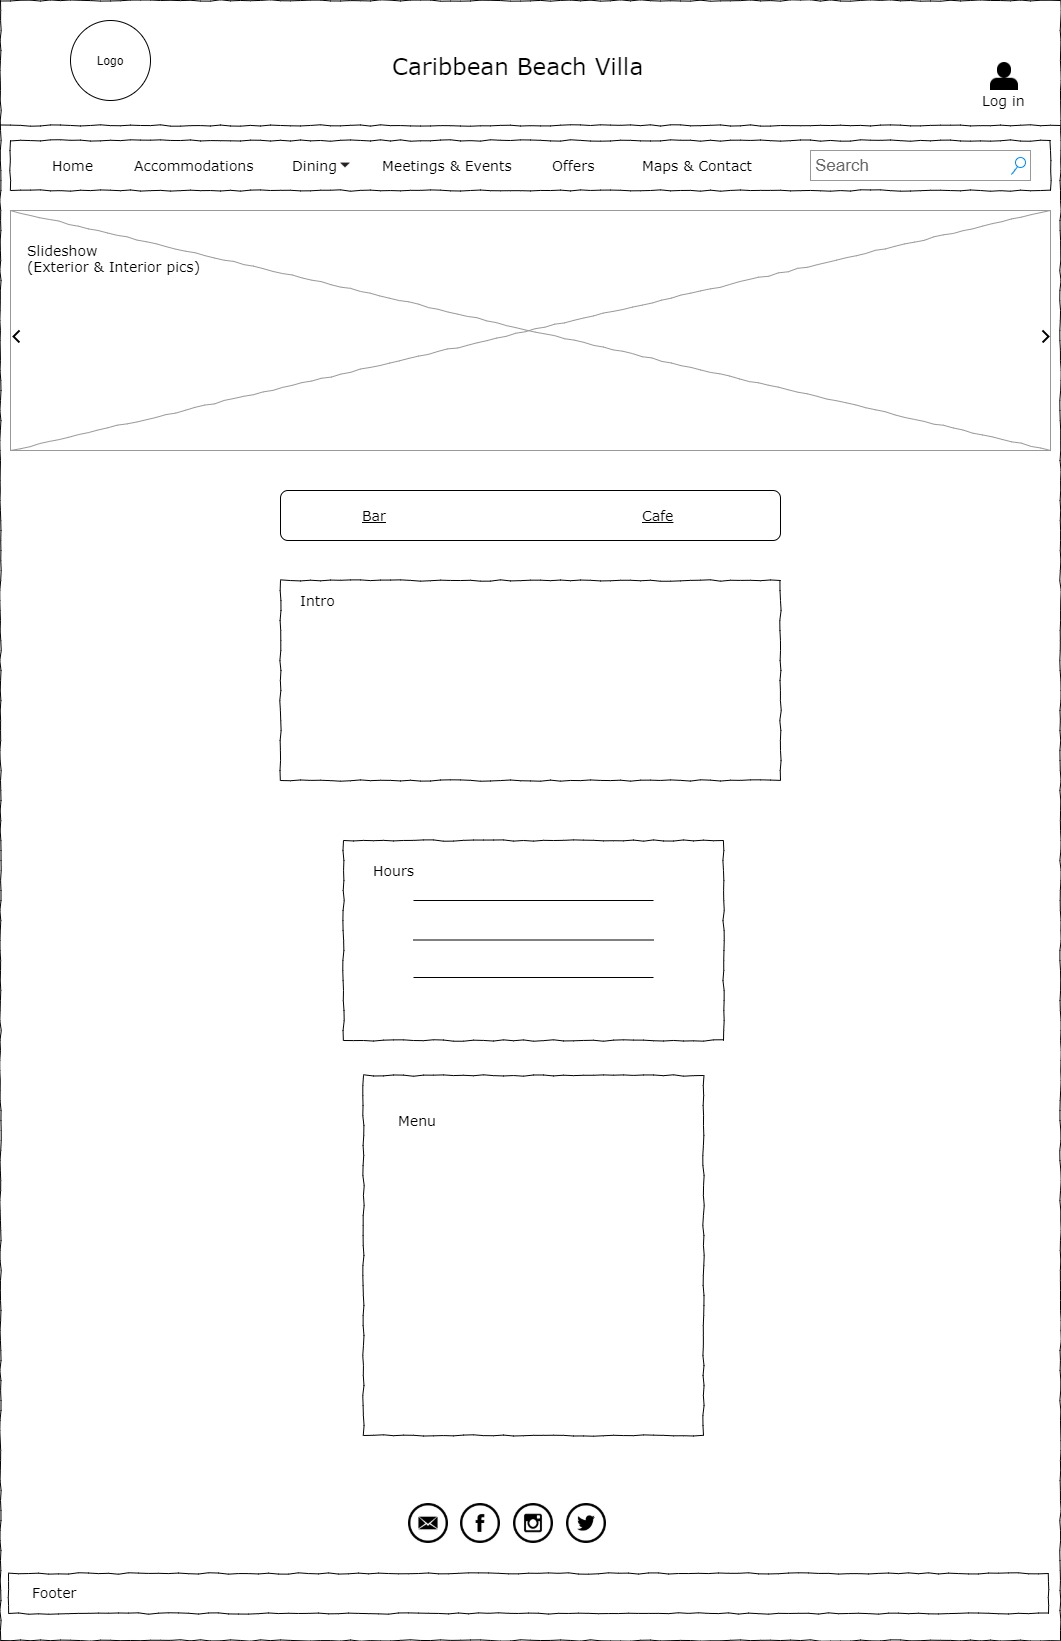 Logo
Caribbean Beach Villa
Log in
Home Accommodations Dining Meetings & Events Offers Maps & Contact Search
Slideshow
(Exterior & Interior pics)
Bar Cafe
Intro
Hours
Menu
Footer